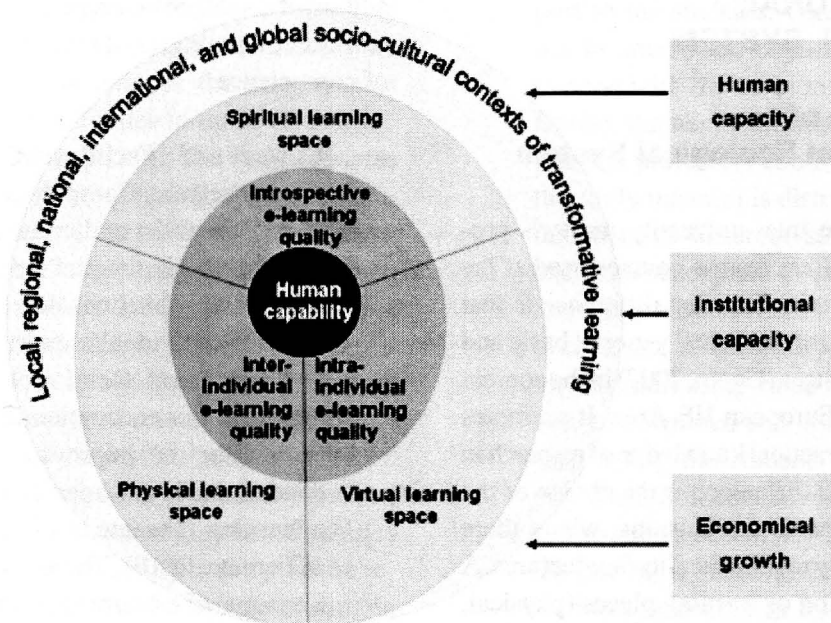 Local, regional, national, international, and global socio-cultural contexts of transformative learning
Spiritual learning
space
Introspective
e-learning
quality
Human
capability
Inter-
individual
e-learning
quality
Intra-
individual
e-learning
quality
Physical learning
space
Virtual learning
space
Human
capacity
Institutional
capacity
Economical
growth